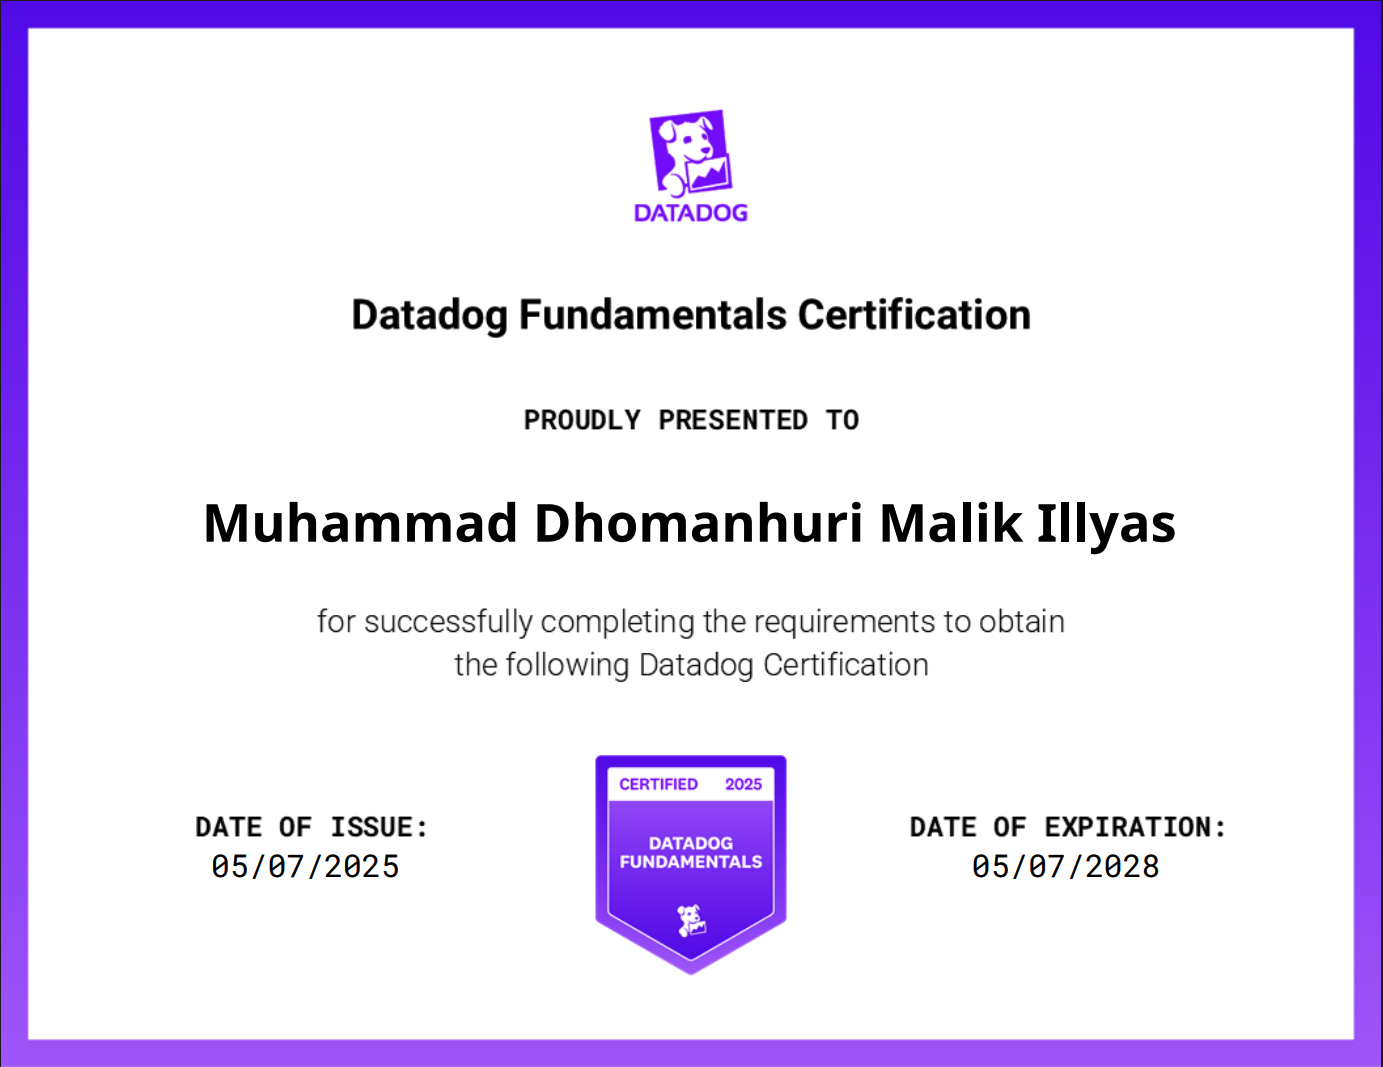 DATADOG
Datadog Fundamentals Certification
PROUDLY PRESENTED TO
Muhammad Dhomanhuri Malik Illyas
for successfully completing the requirements to obtain
the following Datadog Certification
DATE OF ISSUE:
05/07/2025
CERTIFIED 2025
DATADOG
FUNDAMENTALS
DATE OF EXPIRATION:
05/07/2028